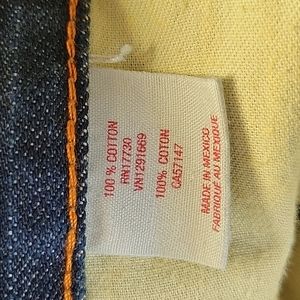 100 % COTTON
RN17730
VN1291669
100% COTON
CA57147
MADE IN MEXICO
FABRIQUÉ AU MEXIQUE